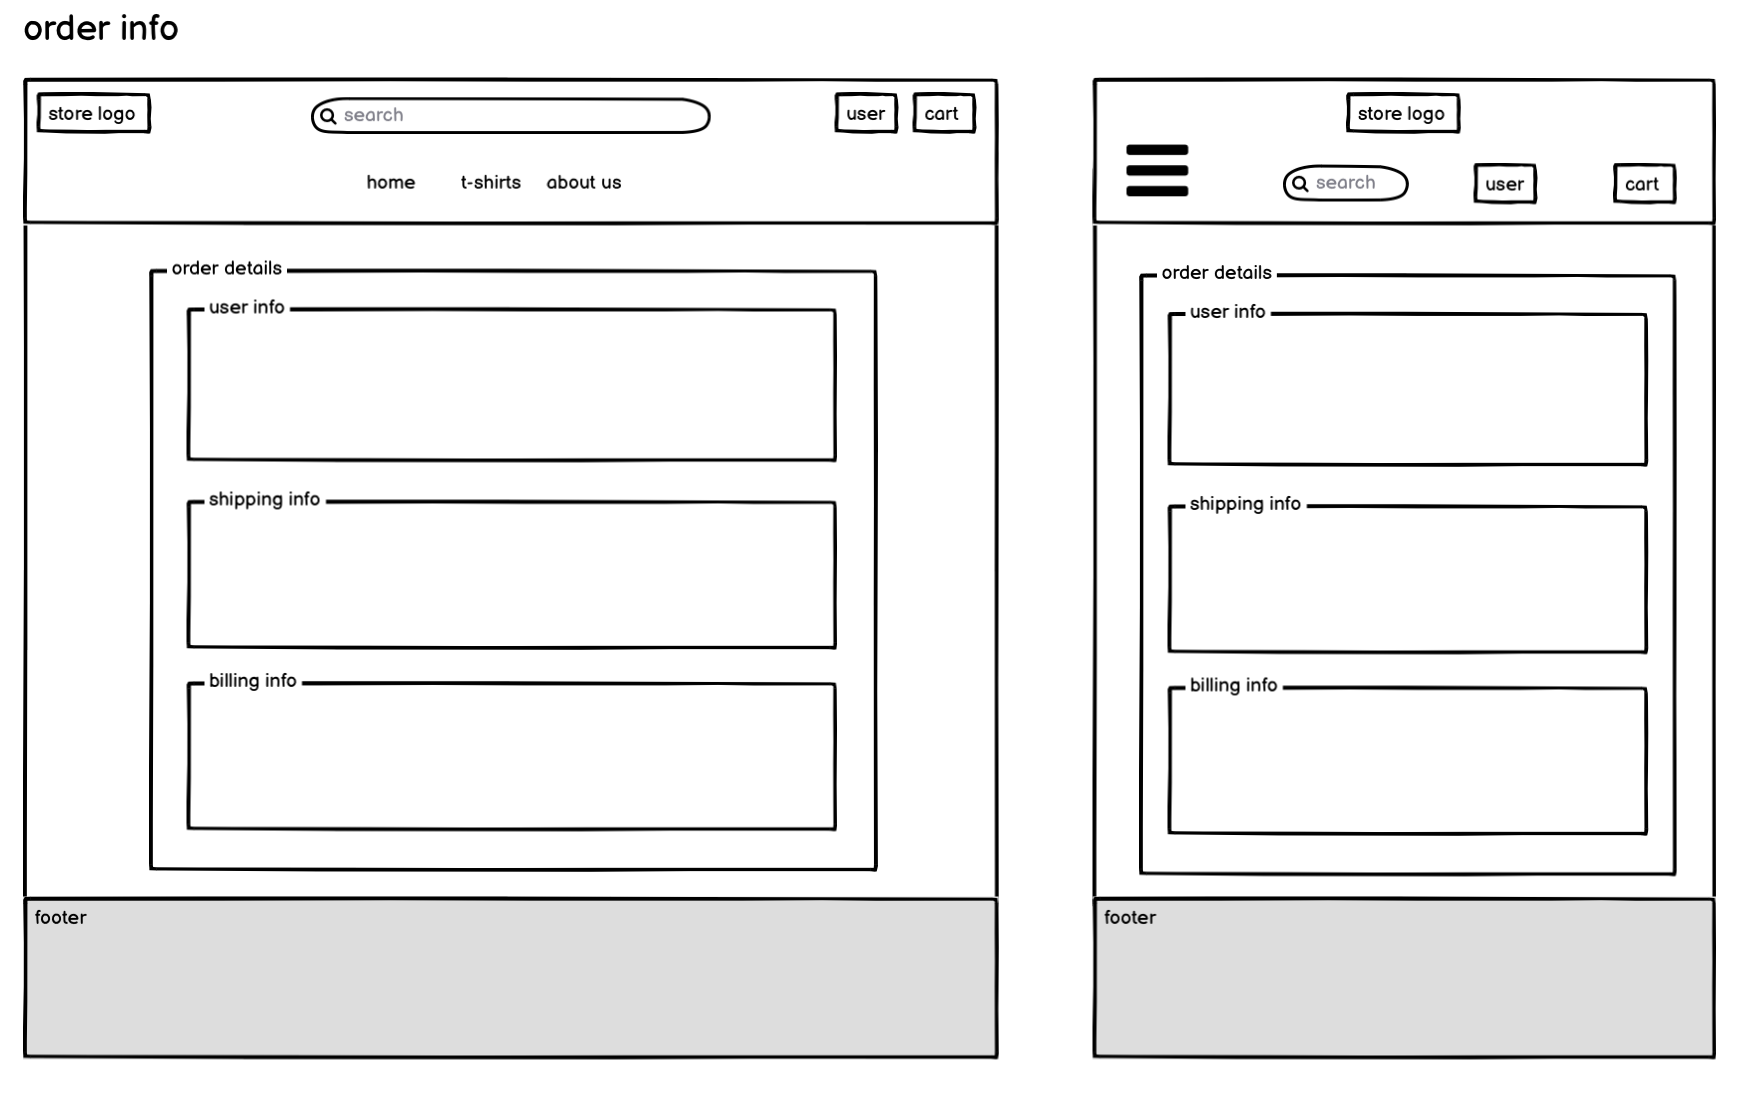 order info
store logo
search
user
cart
home
t-shirts
about us
order details
user info
shipping info
billing info
footer
store logo
search
user
cart
order details
user info
shipping info
billing info
footer